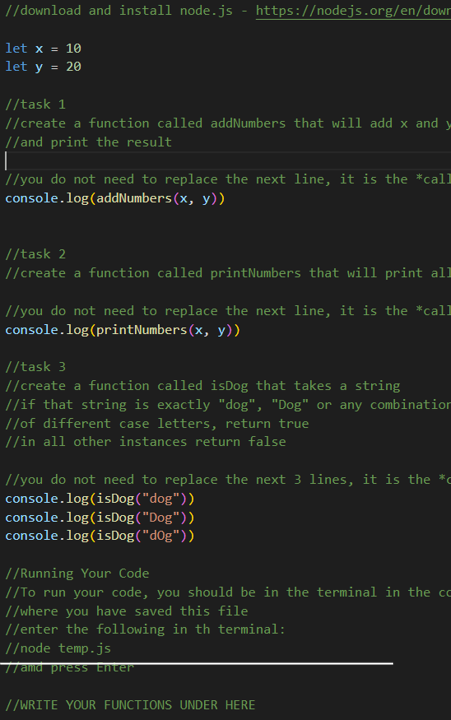 //download and install node.js - https://nodejs.org/en/down
let x = 10
let y = 20
//task 1
//create a function called addNumbers that will add x and y
//and print the result
//you do not need to replace the next line, it is the *call
console.log(addNumbers(x, y))
//task 2
//create a function called printNumbers that will print all
//you do not need to replace the next line, it is the *call
console.log(printNumbers(x, y))
//task 3
//create a function called isDog that takes a string
//if that string is exactly "dog", "Dog" or any combination
//of different case letters, return true
//in all other instances return false
//you do not need to replace the next 3 lines, it is the *c
console.log(isDog("dog"))
console.log(isDog("Dog"))
console.log(isDog("dOg"))
//Running Your Code
//To run your code, you should be in the terminal in the co
//where you have saved this file
//enter the following in th terminal:
//node temp.js
//amd press Enter
//WRITE YOUR FUNCTIONS UNDER HERE